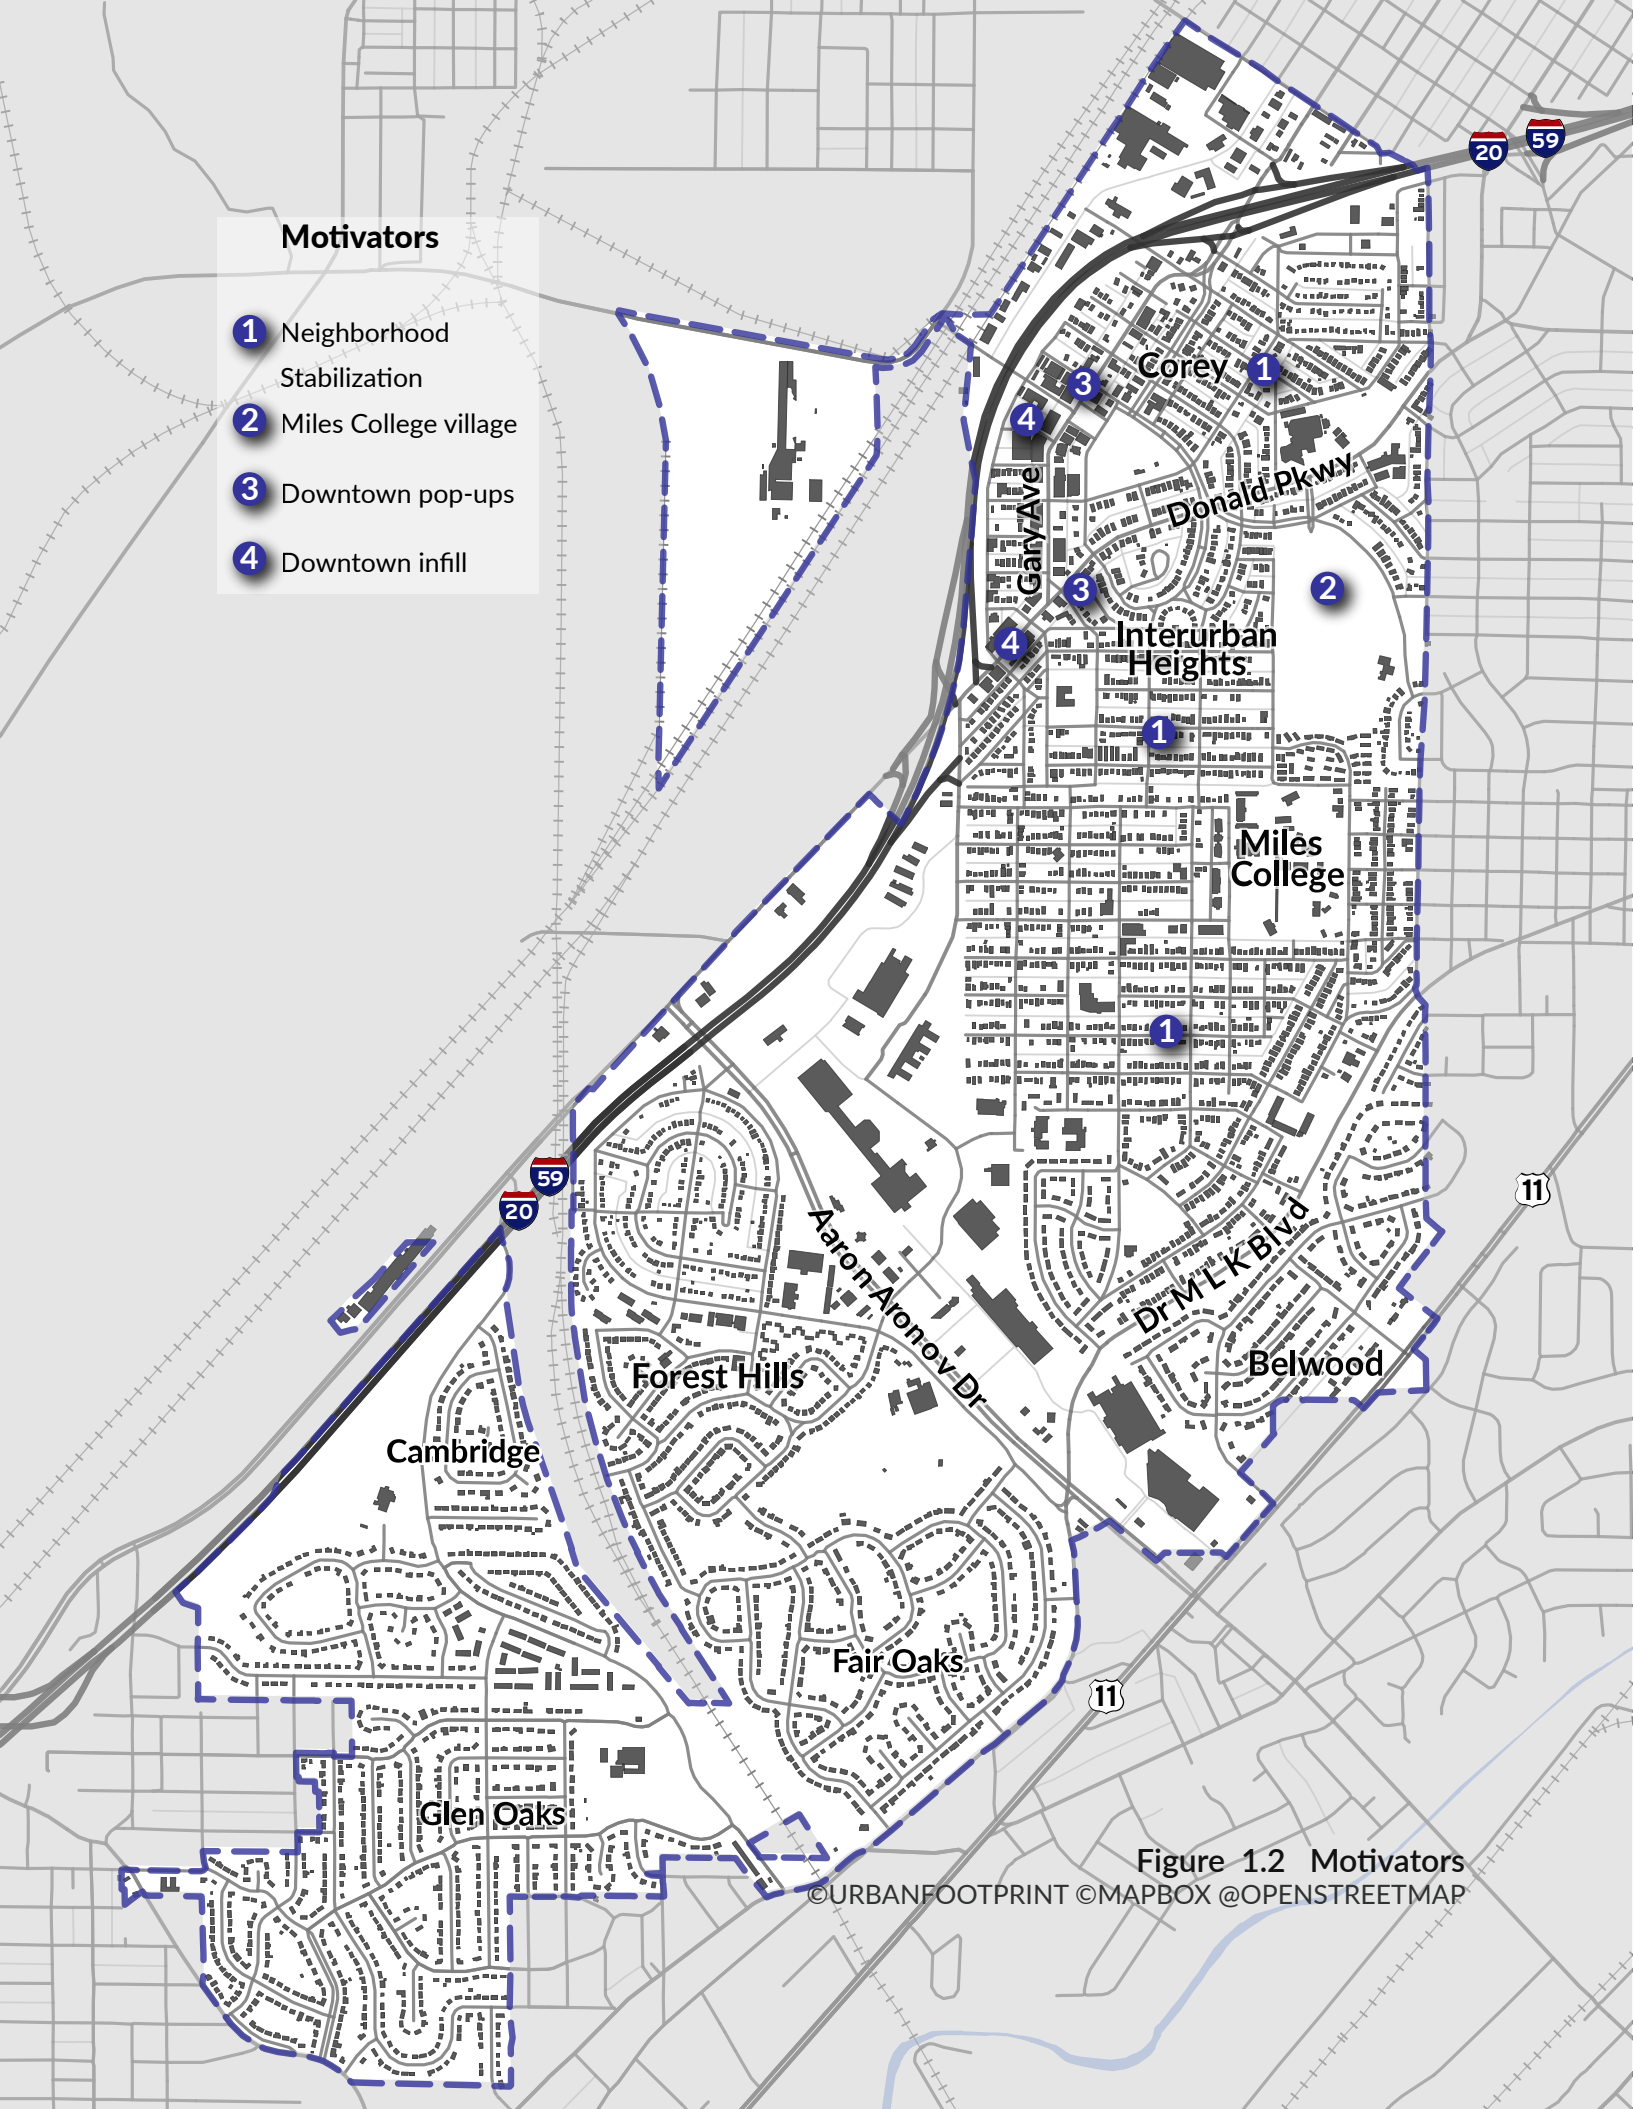 20
59
Motivators
1 Neighborhood
Stabilization
2 Miles College village
3 Downtown pop-ups
4 Downtown infill
Corey
1
3
4
Gary Ave
Donald Pkwy
3
2
4
Interurban
Heights
1
Miles
College
1
59
20
11
Aaron Aronov Dr
Dr M L K Blvd
Belwood
Forest Hills
Cambridge
Fair Oaks
11
Glen Oaks
Figure 1.2 Motivators
©URBANFOOTPRINT ©MAPBOX @OPENSTREETMAP